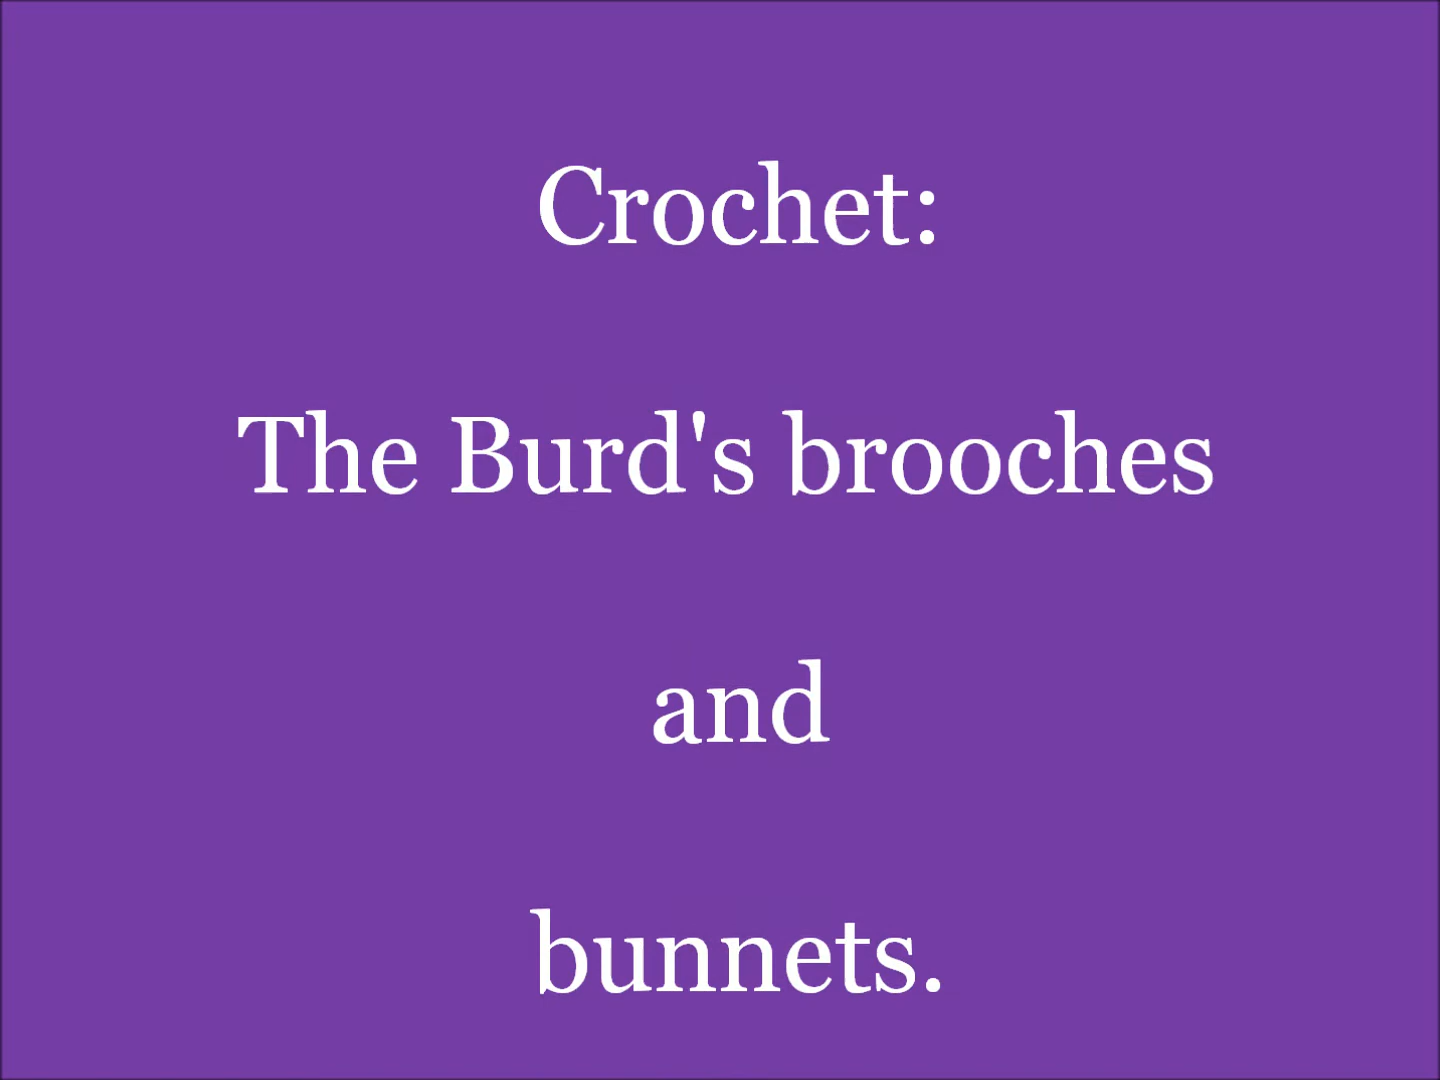 Crochet:
The Burd's brooches
and
bunnets.